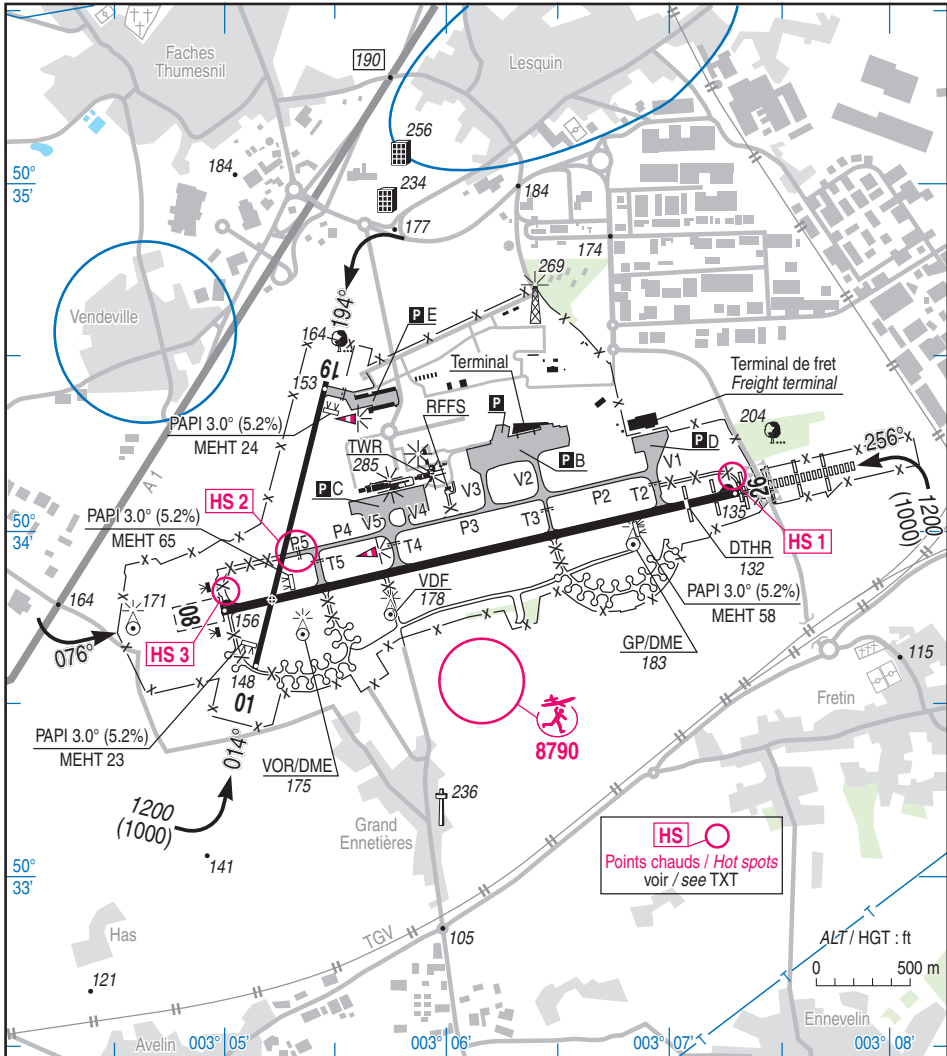 Faches
Thumesnil
190
Lesquin
256
50°
35'
184
234
184
177
174
269
Vendeville
194°
164
P E
19
153
Terminal
Terminal de fret
Freight terminal
PAPI 3.0° (5.2%)
MEHT 24
RFFS
P
204
TWR
285
P B
P D
256°
A1
P C
V3
V2
V1
HS 2
V5
V4
P4
P3
P2
T2
26
135
1200
(1000)
50°
34'
PAPI 3.0° (5.2%)
MEHT 65
P5
T5
T4
T3
HS 1
DTHR
132
VDF
178
PAPI 3.0° (5.2%)
MEHT 58
164
171
08
156
076°
HS 3
GP/DME
183
115
148
01
Fretin
PAPI 3.0° (5.2%)
MEHT 23
014°
8790
VOR/DME
175
1200
(1000)
236
Grand
Ennetières
HS
Points chauds / Hot spots
voir / see TXT
141
50°
33'
Has
TGV
105
ALT / HGT : ft
0 500 m
121
T
T
T
Ennevelin
Avelin
003° 05'
003° 06'
003° 07'
003° 08'